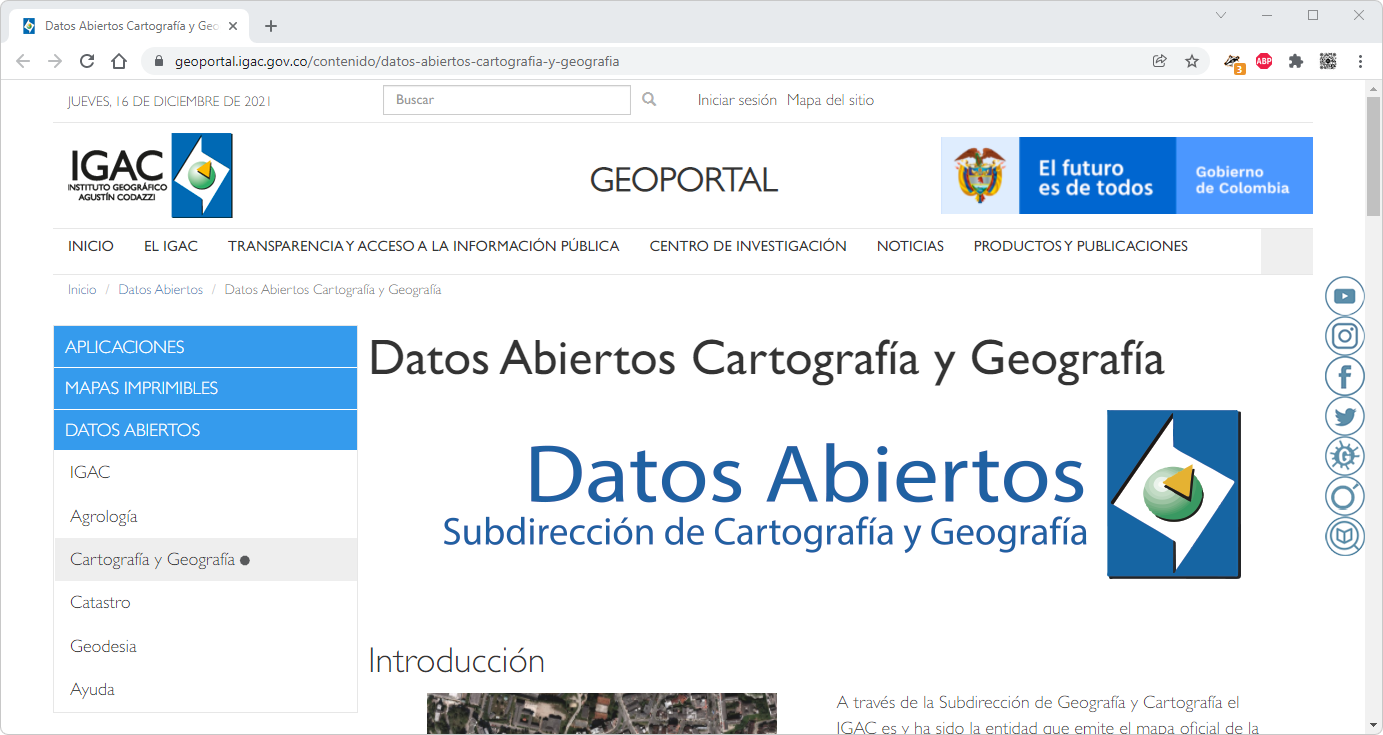 Datos Abiertos Cartografía y Geo
geoportal.igac.gov.co/contenido/datos-abiertos-cartografia-y-geografia
3
ABP
JUEVES, 16 DE DICIEMBRE DE 2021
Buscar
Iniciar sesión Mapa del sitio
IGAC
INSTITUTO GEOGRÁFICO
AGUSTÍN CODAZZI
GEOPORTAL
El futuro
es de todos
Gobierno
de Colombia
INICIO EL IGAC TRANSPARENCIA Y ACCESO A LA INFORMACIÓN PÚBLICA CENTRO DE INVESTIGACIÓN NOTICIAS PRODUCTOS Y PUBLICACIONES
Inicio / Datos Abiertos / Datos Abiertos Cartografía y Geografía
APLICACIONES
MAPAS IMPRIMIBLES
DATOS ABIERTOS
IGAC
Agrología
Cartografía y Geografía
Catastro
Geodesia
Ayuda
Datos Abiertos Cartografía y Geografía
Datos Abiertos
Subdirección de Cartografía y Geografía
Introducción
A través de la Subdirección de Geografía y Cartografía el
IGAC es y ha sido la entidad que emite el mapa oficial de la